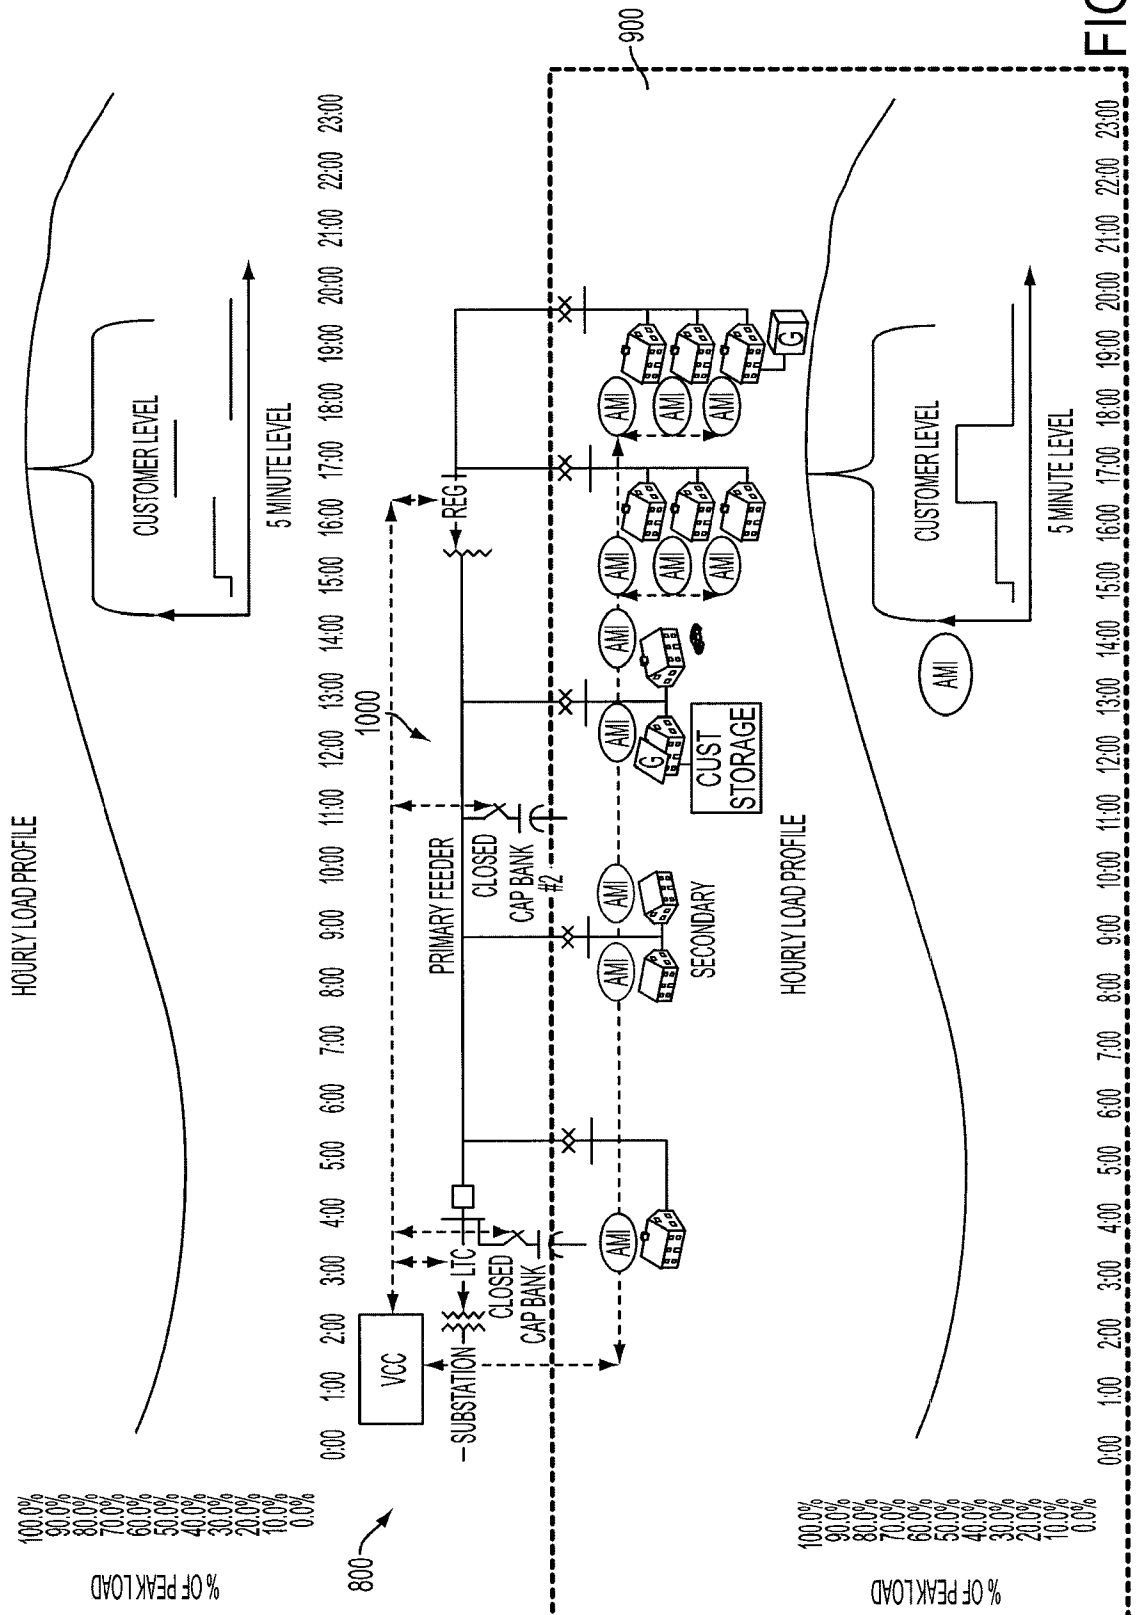 HOURLY LOAD PROFILE
% OF PEAK LOAD
100.0%
90.0%
80.0%
70.0%
60.0%
50.0%
40.0%
30.0%
20.0%
10.0%
0.0%
CUSTOMER LEVEL
5 MINUTE LEVEL
0:00 1:00 2:00 3:00 4:00 5:00 6:00 7:00 8:00 9:00 10:00 11:00 12:00 13:00 14:00 15:00 16:00 17:00 18:00 19:00 20:00 21:00 22:00 23:00
800
VCC
1000
SUBSTATION
LTC
PRIMARY FEEDER
REG
CLOSED
CAP BANK
CLOSED
CAP BANK
#2
900
AMI
AMI
AMI
AMI
AMI
AMI
AMI
AMI
AMI
AMI
AMI
G
G
CUST
STORAGE
SECONDARY
HOURLY LOAD PROFILE
% OF PEAK LOAD
100.0%
90.0%
80.0%
70.0%
60.0%
50.0%
40.0%
30.0%
20.0%
10.0%
0.0%
CUSTOMER LEVEL
AMI
5 MINUTE LEVEL
0:00 1:00 2:00 3:00 4:00 5:00 6:00 7:00 8:00 9:00 10:00 11:00 12:00 13:00 14:00 15:00 16:00 17:00 18:00 19:00 20:00 21:00 22:00 23:00